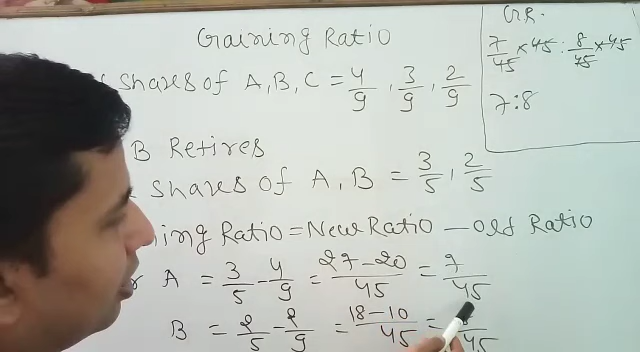 Gaining Ratio
Shares of A, B, C = 4/9, 3/9, 2/9
B Retires
Shares of A, B = 3/5, 2/5
ing Ratio = New Ratio — Old Ratio
A = 3/5 - 4/9 = 27-20/45 = 7/45
B = 2/5 - 2/9 = 18-10/45 = /45
G.R.
7/45 × 45 : 8/45 × 45
7:8